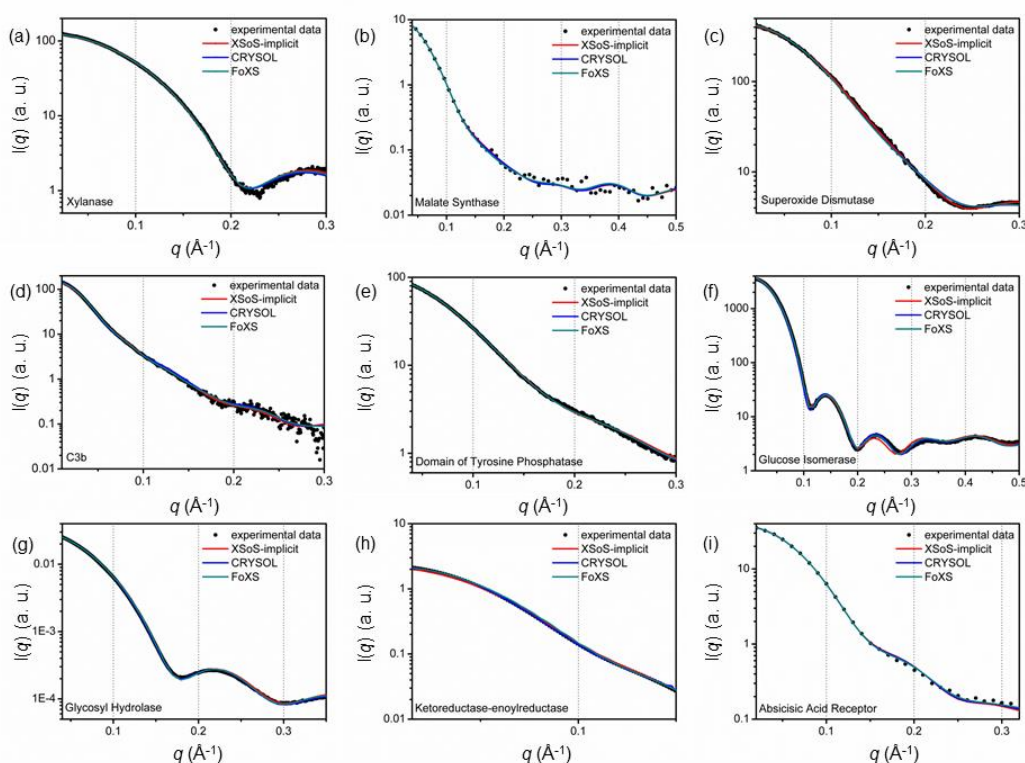 (a)
100
10
1
experimental data
XSoS-implicit
CRYSOL
FoXS
Xylanase
0.1 0.2 0.3
q (Å-1)
I(q) (a. u.)
(b)
10
1
0.1
0.01
experimental data
XSoS-implicit
CRYSOL
FoXS
Malate Synthase
0.1 0.2 0.3 0.4 0.5
q (Å-1)
I(q) (a. u.)
(c)
100
10
experimental data
XSoS-implicit
CRYSOL
FoXS
Superoxide Dismutase
0.1 0.2 0.3
q (Å-1)
I(q) (a. u.)
(d)
100
10
1
0.1
0.01
experimental data
XSoS-implicit
CRYSOL
FoXS
C3b
0.1 0.2 0.3
q (Å-1)
I(q) (a. u.)
(e)
100
10
1
experimental data
XSoS-implicit
CRYSOL
FoXS
Domain of Tyrosine Phosphatase
0.1 0.2 0.3
q (Å-1)
I(q) (a. u.)
(f)
1000
100
10
1
experimental data
XSoS-implicit
CRYSOL
FoXS
Glucose Isomerase
0.1 0.2 0.3 0.4 0.5
q (Å-1)
I(q) (a. u.)
(g)
0.01
1E-3
1E-4
experimental data
XSoS-implicit
CRYSOL
FoXS
Glycosyl Hydrolase
0.1 0.2 0.3
q (Å-1)
I(q) (a. u.)
(h)
10
1
0.1
0.01
experimental data
XSoS-implicit
CRYSOL
FoXS
Ketoreductase-enoylreductase
0.1
q (Å-1)
I(q) (a. u.)
(i)
10
1
0.1
experimental data
XSoS-implicit
CRYSOL
FoXS
Abscisic Acid Receptor
0.1 0.2 0.3
q (Å-1)
I(q) (a. u.)